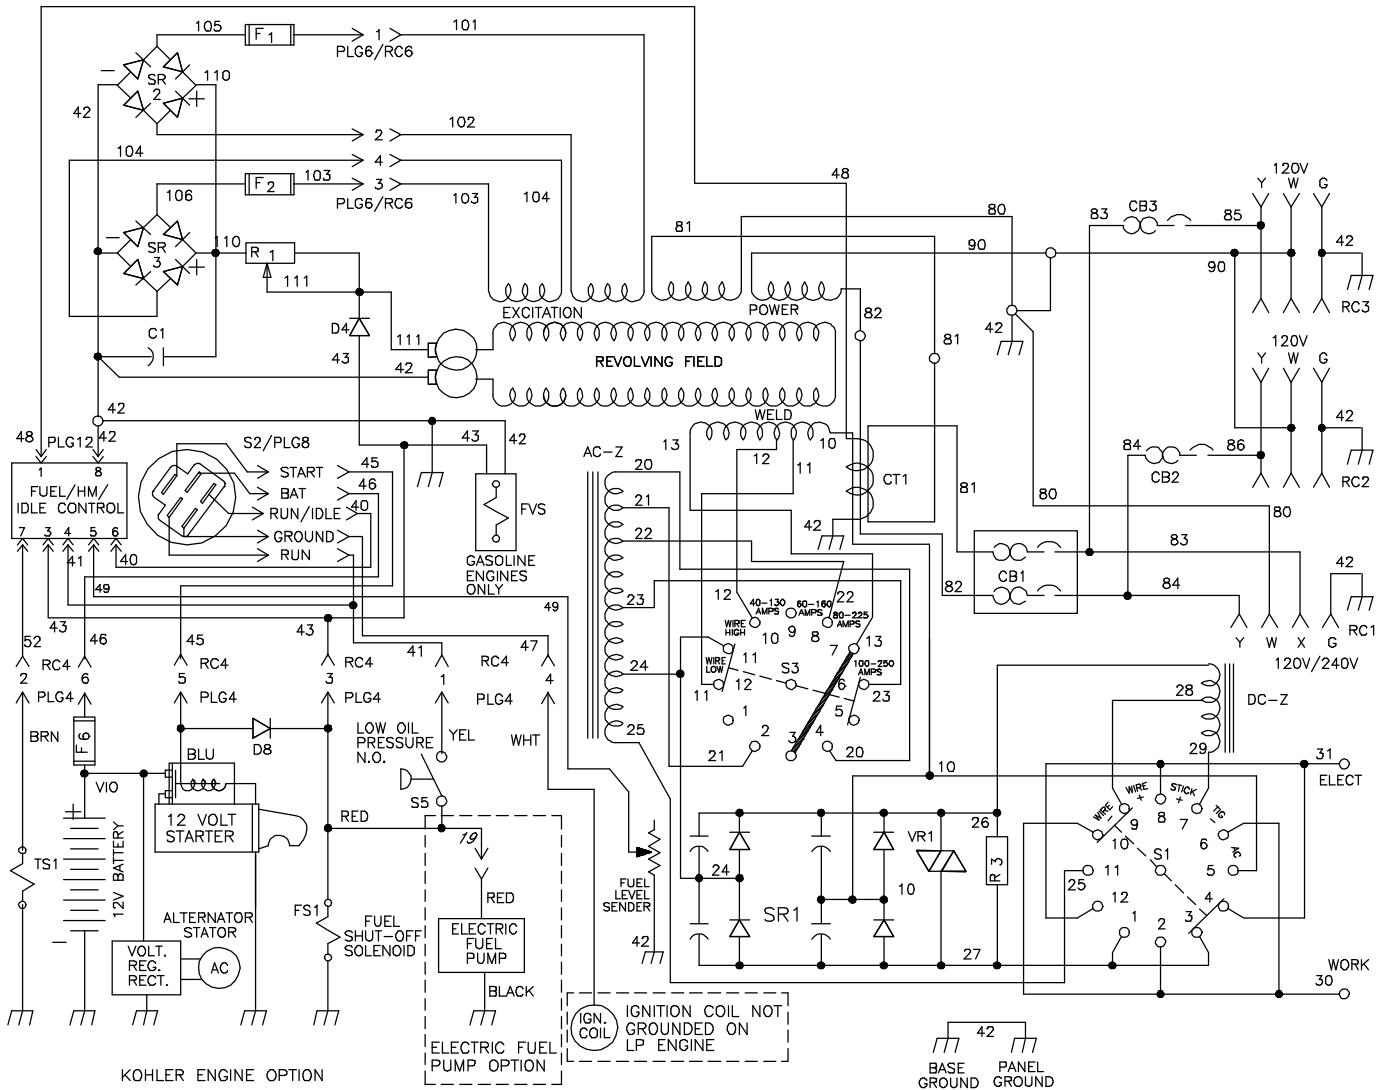 105
F1
1
101
PLG6/RC6
SR
2
110
42
2
102
104
4
106
F2
103
3
103
104
PLG6/RC6
48
SR
3
110
R1
111
81
80
90
83
CB3
85
120V
Y W G
42
90
RC3
EXCITATION
POWER
C1
D4
43
111
42
REVOLVING FIELD
82
81
42
120V
Y W G
42
84
CB2
86
RC2
WELD
42
48
PLG12
42
S2/PLG8
43
42
13
12
11
10
AC-Z
20
CT1
81
80
80
1
8
FUEL/HM/
IDLE CONTROL
7 3 4 5 6
START
45
BAT
46
RUN/IDLE
40
GROUND
RUN
41
40
49
FVS
GASOLINE
ENGINES
ONLY
21
22
42
CB1
82
83
84
42
RC1
Y W X G
120V/240V
43
43
49
23
12
40-130
AMPS
60-160
AMPS
80-225
AMPS
22
WIRE
HIGH
10
9
8
7
13
52
46
45
41
47
RC4
RC4
RC4
2
6
5
3
1
4
PLG4
PLG4
PLG4
PLG4
24
WIRE
LOW
11
11
12
S3
100-250
AMPS
6
23
5
1
2
3
4
21
20
25
28
DC-Z
29
BRN
F6
BLU
D8
LOW OIL
PRESSURE
N.O.
YEL
WHT
S5
VIO
12 VOLT
STARTER
RED
12V BATTERY
TS1
10
31
ELECT
WIRE
-
WIRE
+
STICK
+
TIG
-
AC
10
9
8
7
6
5
S1
11
12
1
2
3
4
25
26
VR1
R3
19
RED
FUEL
LEVEL
SENDER
24
10
SR1
ALTERNATOR
STATOR
FS1
FUEL
SHUT-OFF
SOLENOID
ELECTRIC
FUEL
PUMP
42
27
WORK
30
VOLT.
REG.
RECT.
AC
BLACK
IGN.
COIL
IGNITION COIL NOT
GROUNDED ON
LP ENGINE
ELECTRIC FUEL
PUMP OPTION
42
BASE
GROUND
PANEL
GROUND
KOHLER ENGINE OPTION